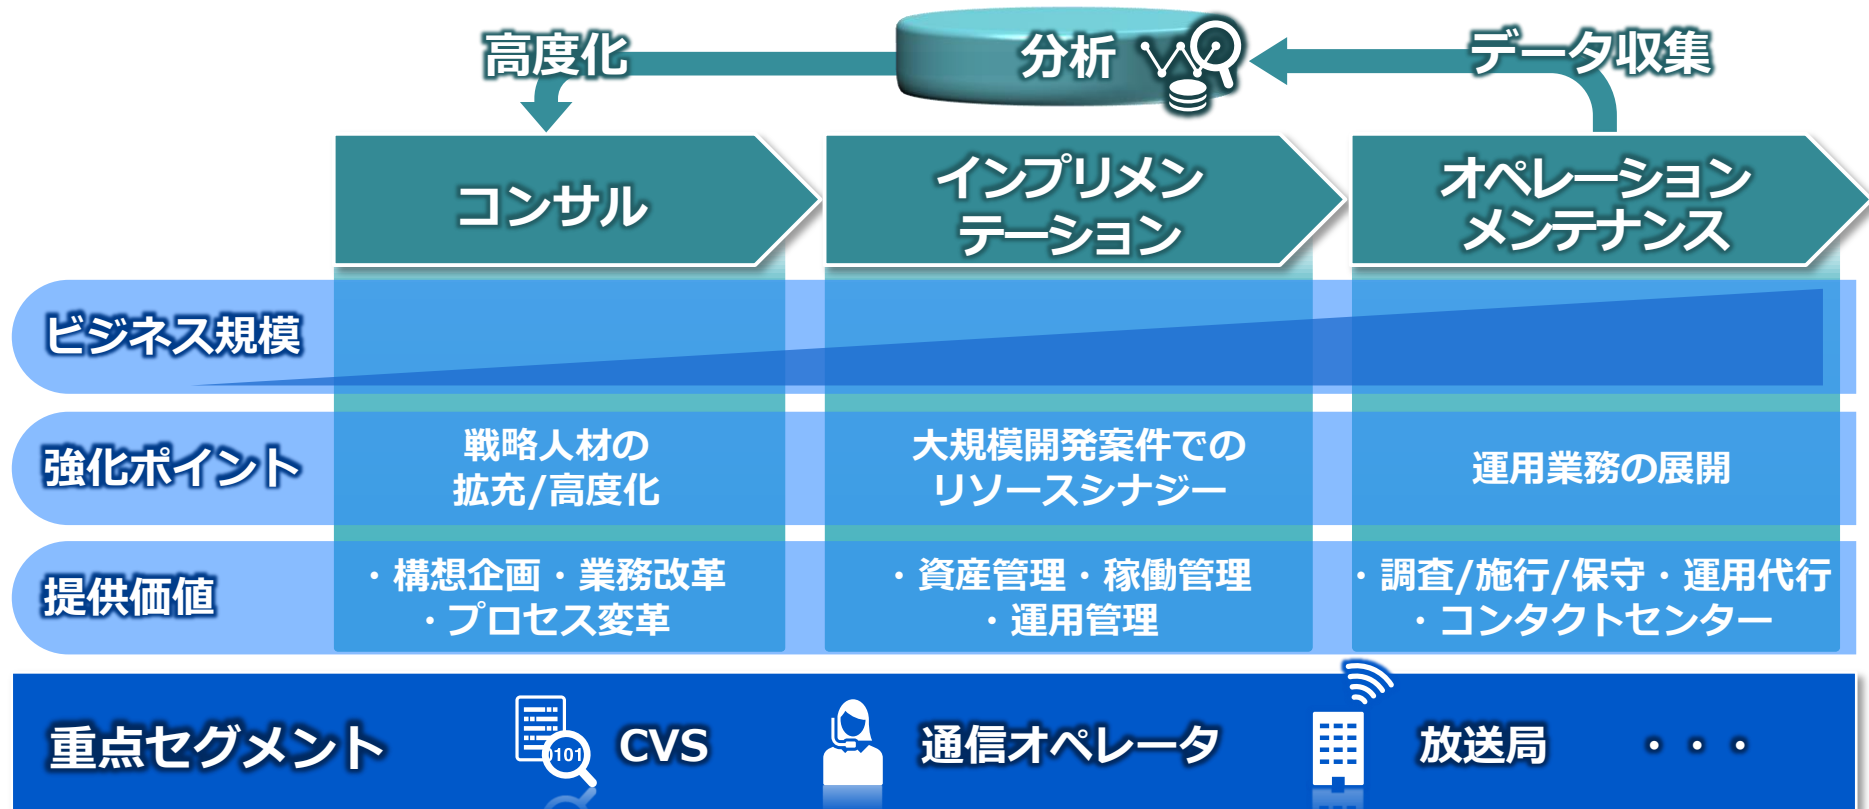 高度化
分析
データ収集
コンサル
インプリメン
テーション
オペレーション
メンテナンス
ビジネス規模
強化ポイント
戦略人材の
拡充/高度化
大規模開発案件での
リソースシナジー
運用業務の展開
提供価値
・構想企画・業務改革
・プロセス変革
・資産管理・稼働管理
・運用管理
・調査/施行/保守・運用代行
・コンタクトセンター
重点セグメント
0101
CVS
通信オペレータ
放送局
・・・